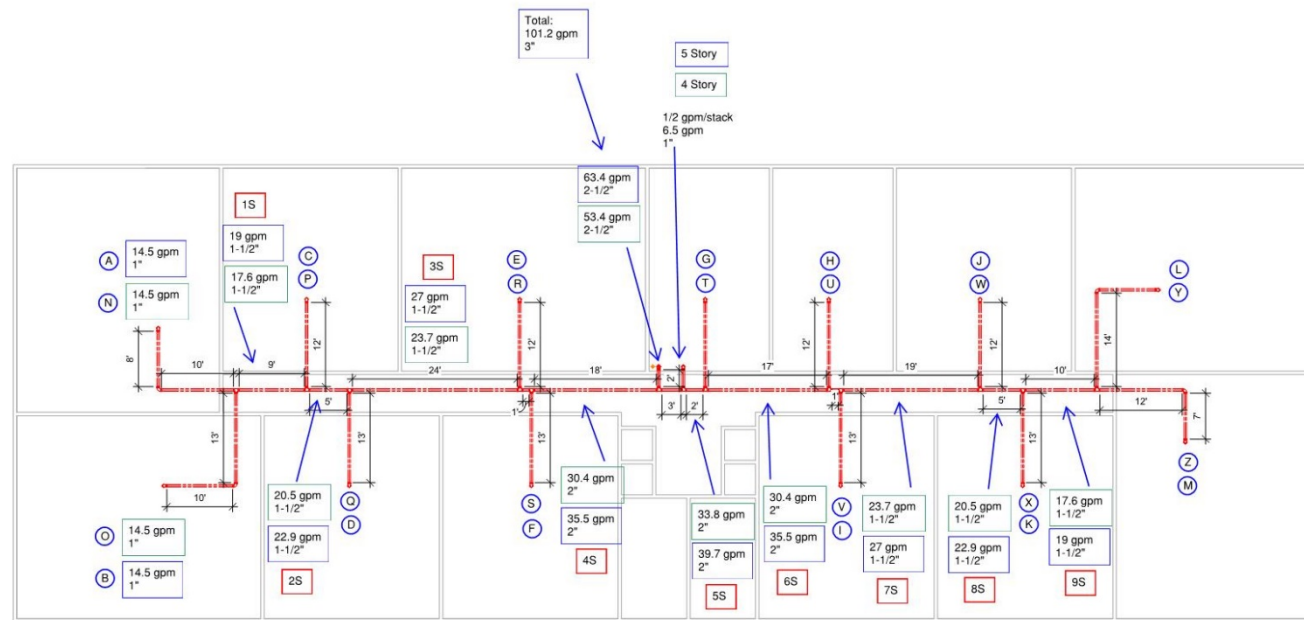 Total:
101.2 gpm
3"
5 Story
4 Story
1/2 gpm/stack
6.5 gpm
1"
63.4 gpm
2-1/2"
53.4 gpm
2-1/2"
1S
19 gpm
1-1/2"
17.6 gpm
1-1/2"
A
14.5 gpm
1"
N
14.5 gpm
1"
C
P
3S
27 gpm
1-1/2"
23.7 gpm
1-1/2"
E
R
G
T
H
U
J
W
L
Y
8'
10'
9'
12'
24'
12'
18'
2'
12'
17'
12'
19'
14'
10'
13'
5'
13'
1'
13'
3'
2'
1'
13'
5'
13'
12'
7'
10'
O
14.5 gpm
1"
B
14.5 gpm
1"
20.5 gpm
1-1/2"
22.9 gpm
1-1/2"
2S
Q
D
S
F
30.4 gpm
2"
35.5 gpm
2"
4S
33.8 gpm
2"
39.7 gpm
2"
5S
30.4 gpm
2"
35.5 gpm
2"
6S
V
I
23.7 gpm
1-1/2"
27 gpm
1-1/2"
7S
20.5 gpm
1-1/2"
22.9 gpm
1-1/2"
8S
X
K
17.6 gpm
1-1/2"
19 gpm
1-1/2"
9S
Z
M